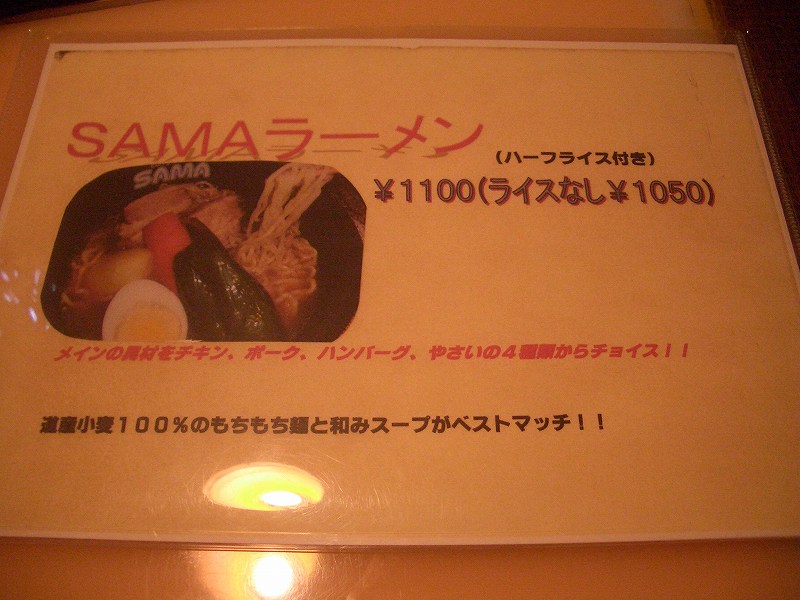 SAMAラーメン
(ハーフライス付き)
SAMA
¥1100(ライスなし¥1050)
メインの具材をチキン、ポーク、ハンバーグ、やさいの4種類からチョイス!!
道産小麦100%のもちもち麺と和みスープがベストマッチ!!